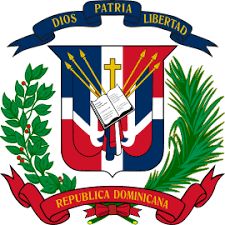 DIOS PATRIA LIBERTAD
REPUBLICA DOMINICANA